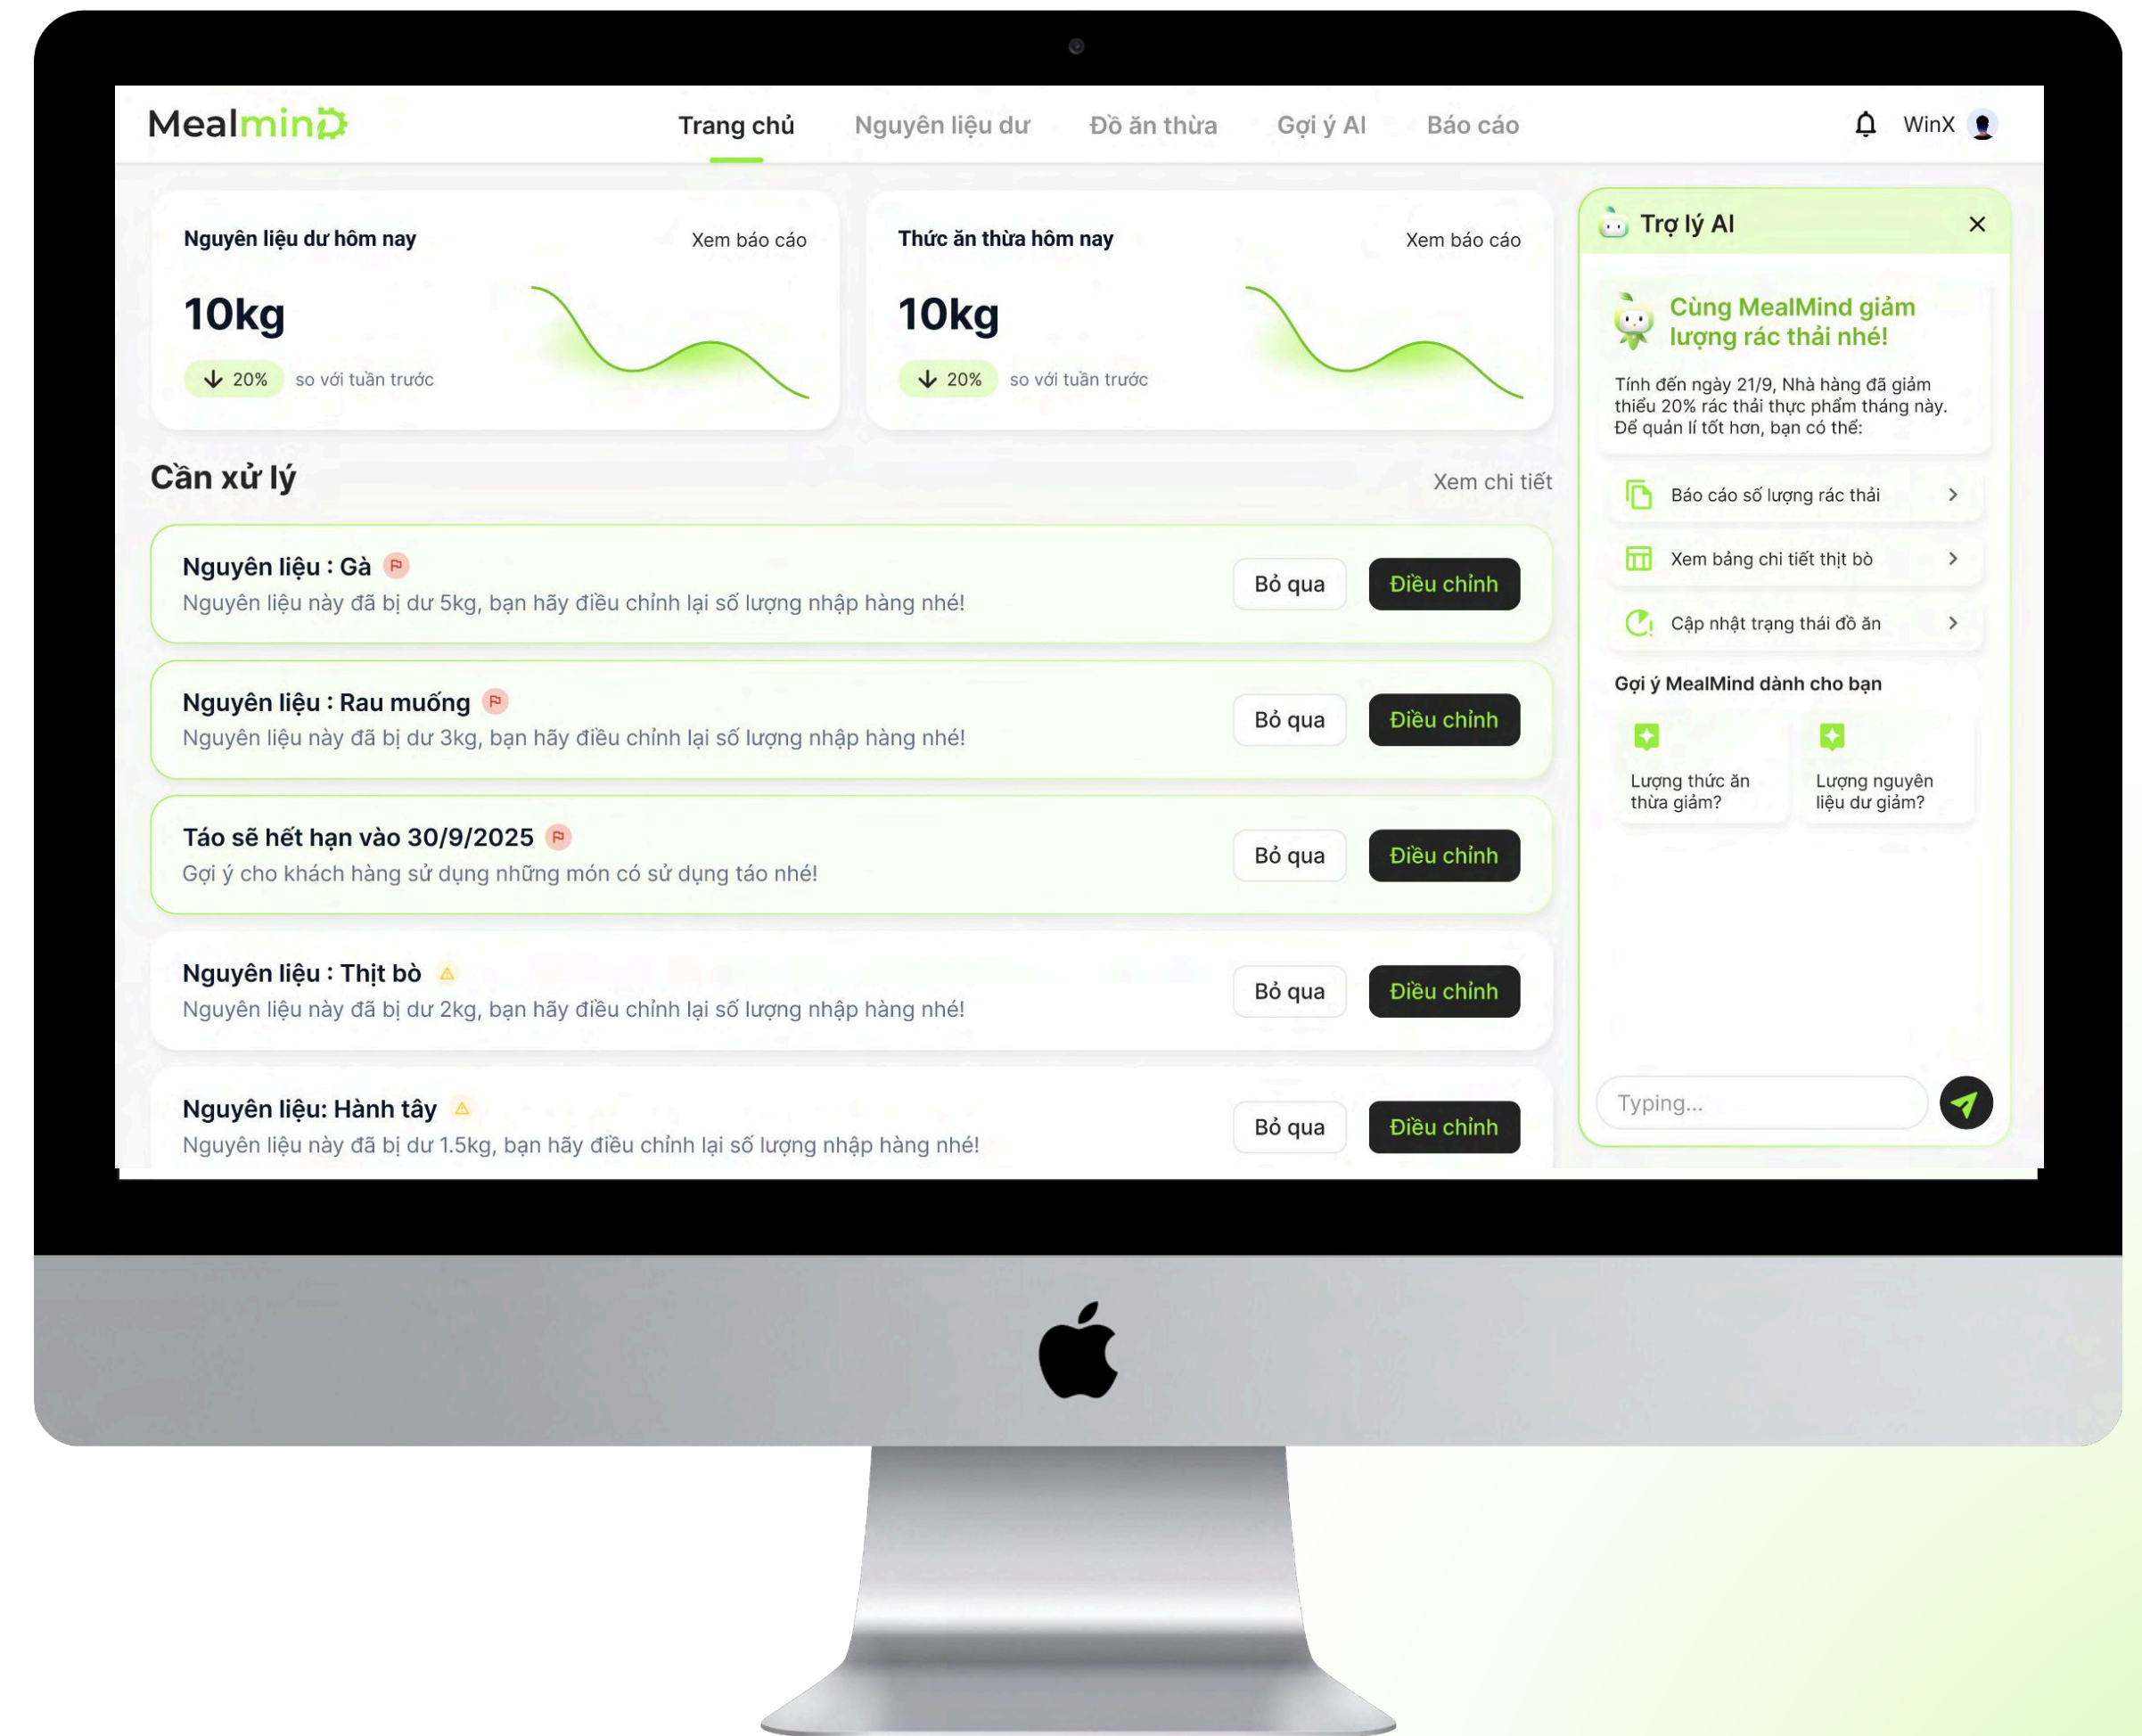 Mealmind
Trang chủ
Nguyên liệu dư
Đồ ăn thừa
Gợi ý AI
Báo cáo
WinX
Nguyên liệu dư hôm nay
Xem báo cáo
10kg
20%
so với tuần trước
Thức ăn thừa hôm nay
Xem báo cáo
10kg
20%
so với tuần trước
Cần xử lý
Xem chi tiết
Nguyên liệu : Gà
Nguyên liệu này đã bị dư 5kg, bạn hãy điều chỉnh lại số lượng nhập hàng nhé!
Bỏ qua
Điều chỉnh
Nguyên liệu : Rau muống
Nguyên liệu này đã bị dư 3kg, bạn hãy điều chỉnh lại số lượng nhập hàng nhé!
Bỏ qua
Điều chỉnh
Táo sẽ hết hạn vào 30/9/2025
Gợi ý cho khách hàng sử dụng những món có sử dụng táo nhé!
Bỏ qua
Điều chỉnh
Nguyên liệu : Thịt bò
Nguyên liệu này đã bị dư 2kg, bạn hãy điều chỉnh lại số lượng nhập hàng nhé!
Bỏ qua
Điều chỉnh
Nguyên liệu: Hành tây
Nguyên liệu này đã bị dư 1.5kg, bạn hãy điều chỉnh lại số lượng nhập hàng nhé!
Bỏ qua
Điều chỉnh
Trợ lý AI
Cùng MealMind giảm
lượng rác thải nhé!
Tính đến ngày 21/9, Nhà hàng đã giảm
thiểu 20% rác thải thực phẩm tháng này.
Để quản lí tốt hơn, bạn có thể:
Báo cáo số lượng rác thải
Xem bảng chi tiết thịt bò
Cập nhật trạng thái đồ ăn
Gợi ý MealMind dành cho bạn
Lượng thức ăn
thừa giảm?
Lượng nguyên
liệu dư giảm?
Typing...